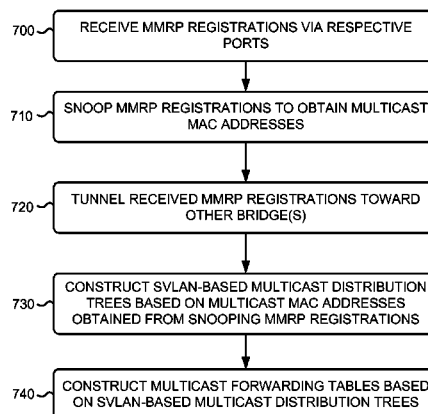 700
RECEIVE MMRP REGISTRATIONS VIA RESPECTIVE
PORTS
710
SNOOP MMRP REGISTRATIONS TO OBTAIN MULTICAST
MAC ADDRESSES
720
TUNNEL RECEIVED MMRP REGISTRATIONS TOWARD
OTHER BRIDGE(S)
730
CONSTRUCT SVLAN-BASED MULTICAST DISTRIBUTION
TREES BASED ON MULTICAST MAC ADDRESSES
OBTAINED FROM SNOOPING MMRP REGISTRATIONS
740
CONSTRUCT MULTICAST FORWARDING TABLES BASED
ON SVLAN-BASED MULTICAST DISTRIBUTION TREES